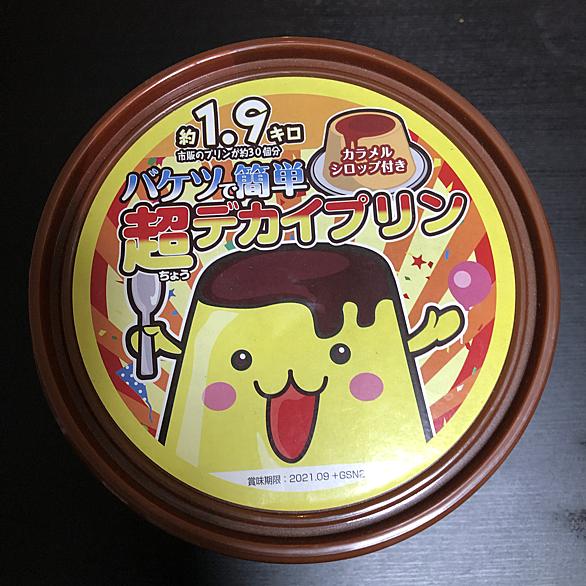 約1.9キロ
市販のプリンが約30個分
カラメル
シロップ付き
バケツで簡単
超デカイプリン
ちょう
賞味期限：2021.09 +GSN2